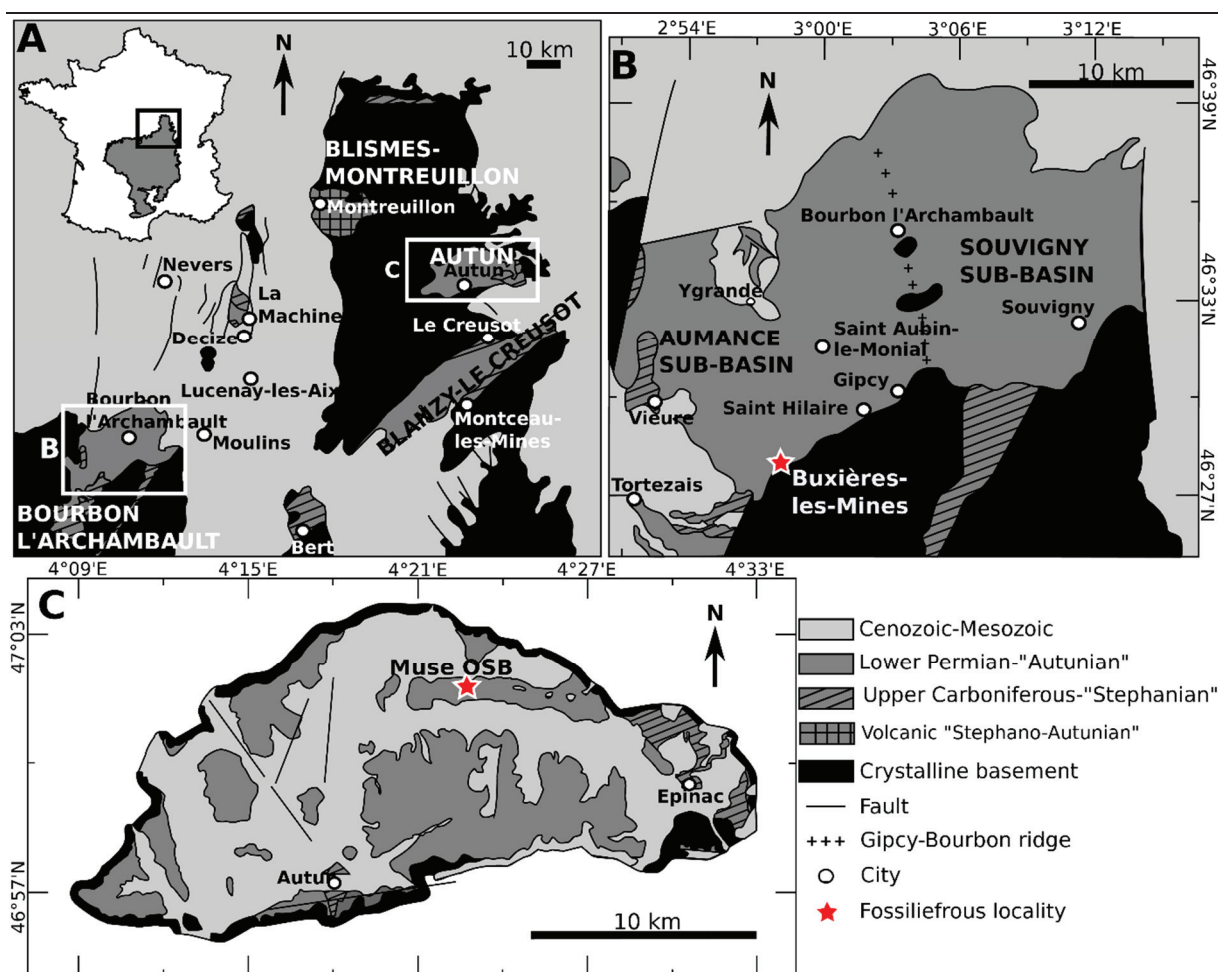 A
N
10 km
BLISMES-
MONTREUILLON
Montreuillon
Nevers
AUTUN
C
Autun
La
Machine
Le Creusot
Decize
BLANZY-LE CREUSOT
Lucenay-les-Aix
Bourbon
l'Archambault
Moulins
Montceau-
les-Mines
B
BOURBON
L'ARCHAMBAULT
Bert
2°54'E
3°00'E
3°06'E
3°12'E
B
10 km
N
46°39'N
46°33'N
46°27'N
Bourbon l'Archambault
SOUVIGNY
SUB-BASIN
Ygrande
Souvigny
AUMANCE
SUB-BASIN
Saint Aubin-
le-Monial
Gipcy
Vieure
Saint Hilaire
Buxières-
les-Mines
Tortezais
4°09'E
4°15'E
4°21'E
4°27'E
4°33'E
C
N
47°03'N
46°57'N
Muse OSB
Epinac
Autun
10 km
Cenozoic-Mesozoic
Lower Permian-"Autunian"
Upper Carboniferous-"Stephanian"
Volcanic "Stephano-Autunian"
Crystalline basement
Fault
Gipcy-Bourbon ridge
City
Fossiliefrous locality